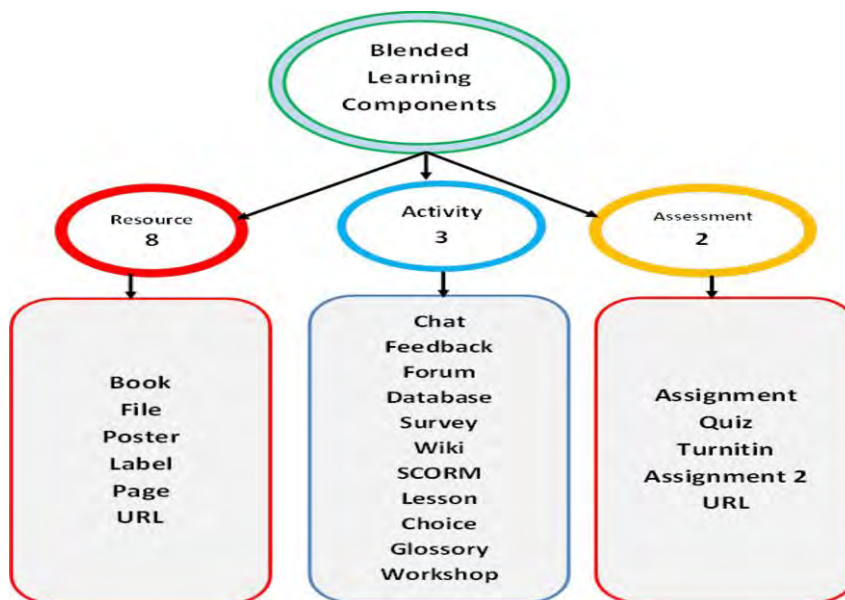 Blended
Learning
Components
Resource
8
Activity
3
Assessment
2
Book
File
Poster
Label
Page
URL
Chat
Feedback
Forum
Database
Survey
Wiki
SCORM
Lesson
Choice
Glossory
Workshop
Assignment
Quiz
Turnitin
Assignment 2
URL